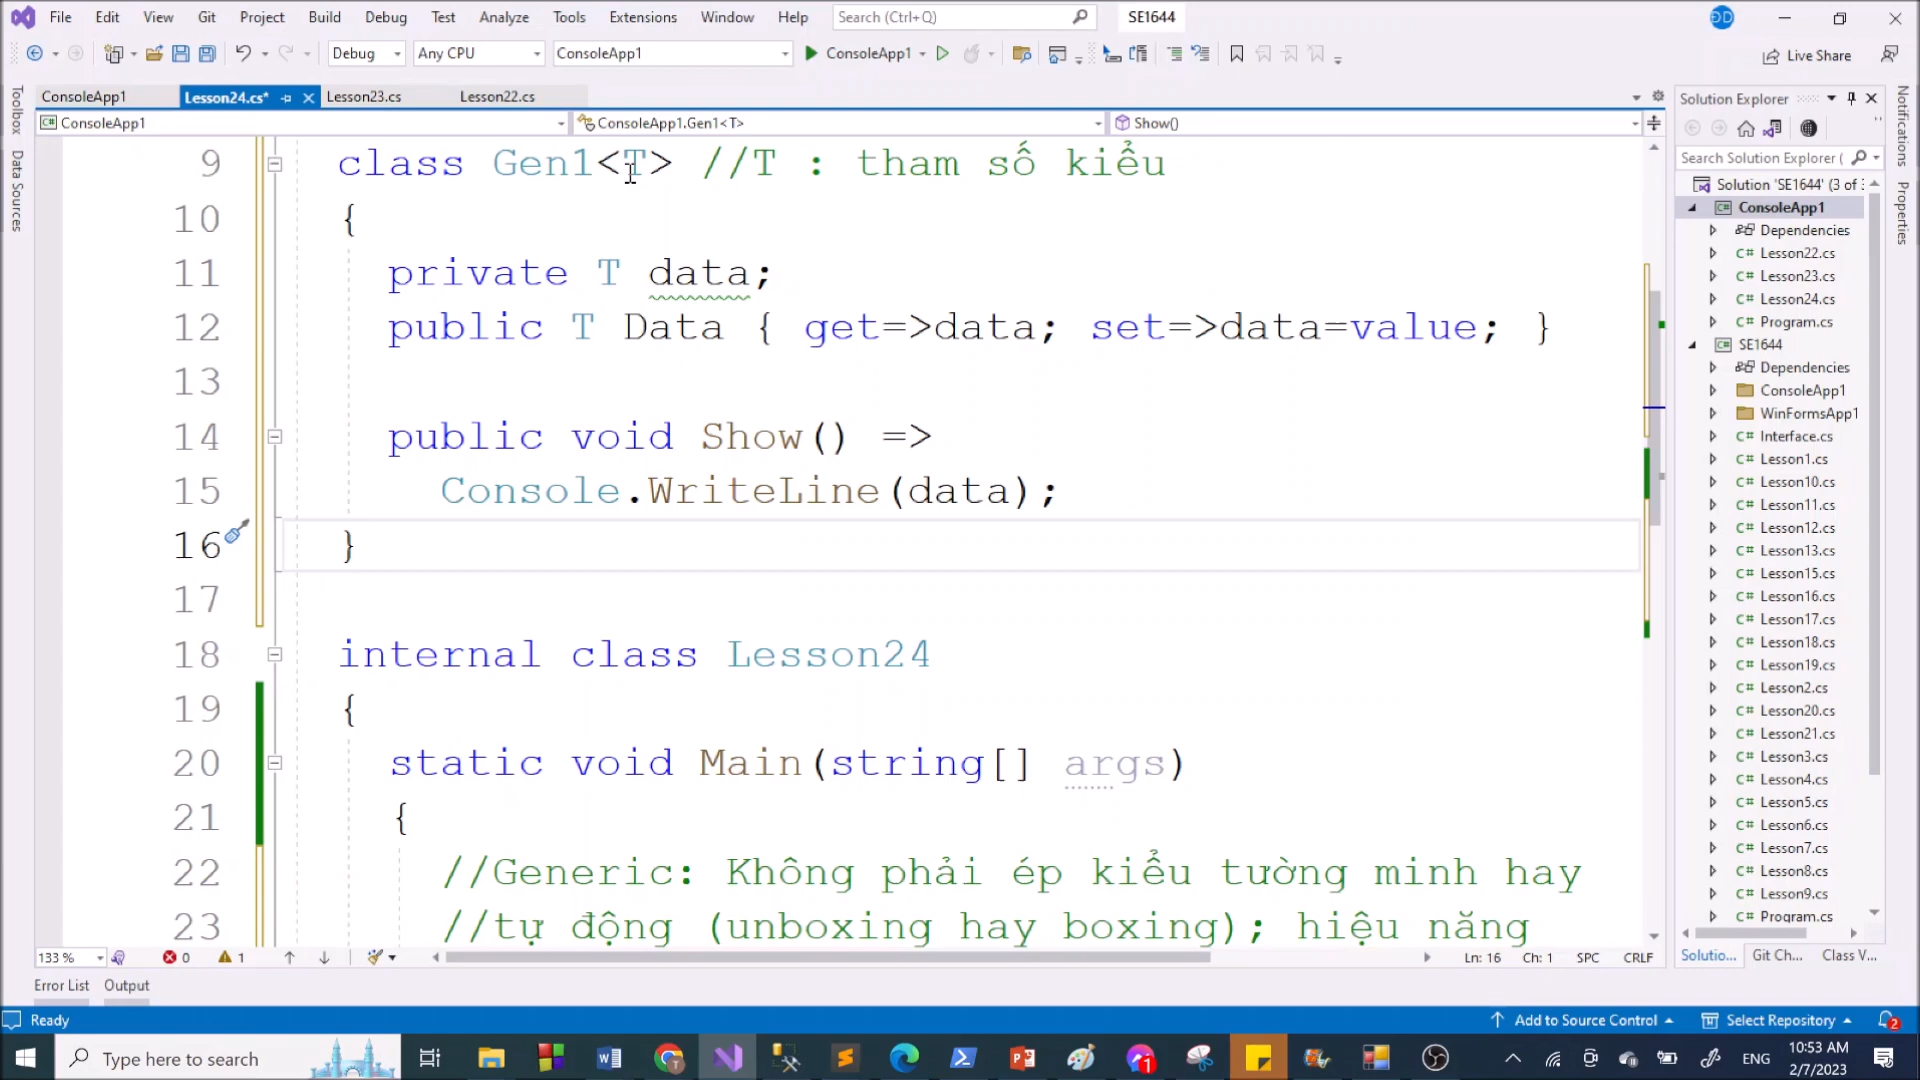 File Edit View Git Project Build Debug Test Analyze Tools Extensions Window Help Search (Ctrl+Q) SE1644 ĐD
Debug Any CPU ConsoleApp1 ConsoleApp1 Live Share
ConsoleApp1 Lesson24.cs* Lesson23.cs Lesson22.cs
ConsoleApp1 ConsoleApp1.Gen1<T> Show()
Toolbox
Data Sources
9 class Gen1<T> //T : tham số kiểu
10 {
11 private T data;
12 public T Data { get=>data; set=>data=value; }
13
14 public void Show() =>
15 Console.WriteLine(data);
16 }
17
18 internal class Lesson24
19 {
20 static void Main(string[] args)
21 {
22 //Generic: Không phải ép kiểu tường minh hay
23 //tự động (unboxing hay boxing); hiệu năng
133 % 0 1 Ln: 16 Ch: 1 SPC CRLF
Error List Output
Solution Explorer
Search Solution Explorer (
Solution 'SE1644' (3 of 3
ConsoleApp1
Dependencies
C# Lesson22.cs
C# Lesson23.cs
C# Lesson24.cs
C# Program.cs
SE1644
Dependencies
ConsoleApp1
WinFormsApp1
C# Interface.cs
C# Lesson1.cs
C# Lesson10.cs
C# Lesson11.cs
C# Lesson12.cs
C# Lesson13.cs
C# Lesson15.cs
C# Lesson16.cs
C# Lesson17.cs
C# Lesson18.cs
C# Lesson19.cs
C# Lesson2.cs
C# Lesson20.cs
C# Lesson21.cs
C# Lesson3.cs
C# Lesson4.cs
C# Lesson5.cs
C# Lesson6.cs
C# Lesson7.cs
C# Lesson8.cs
C# Lesson9.cs
C# Program.cs
Solutio... Git Ch... Class V...
Notifications
Properties
Ready Add to Source Control Select Repository 2
Type here to search 1 ENG 10:53 AM
2/7/2023